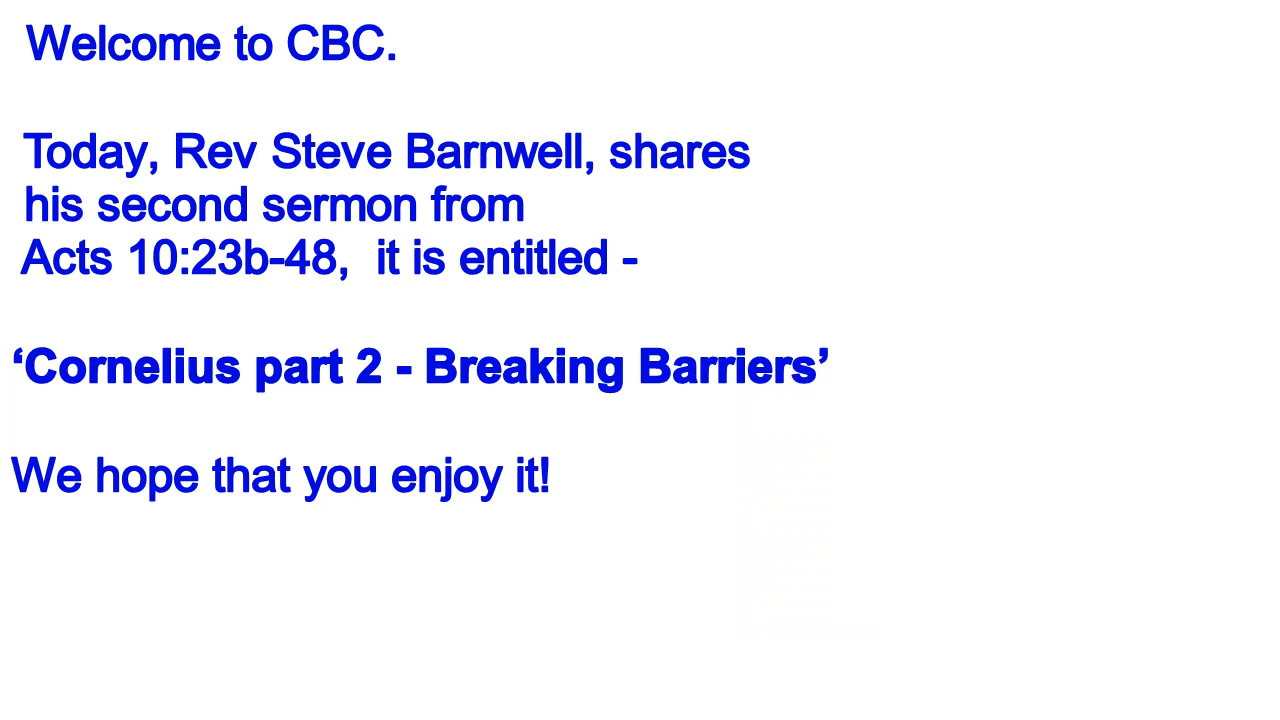 Welcome to CBC.
Today, Rev Steve Barnwell, shares
his second sermon from
Acts 10:23b-48,  it is entitled -
‘Cornelius part 2 - Breaking Barriers’
We hope that you enjoy it!